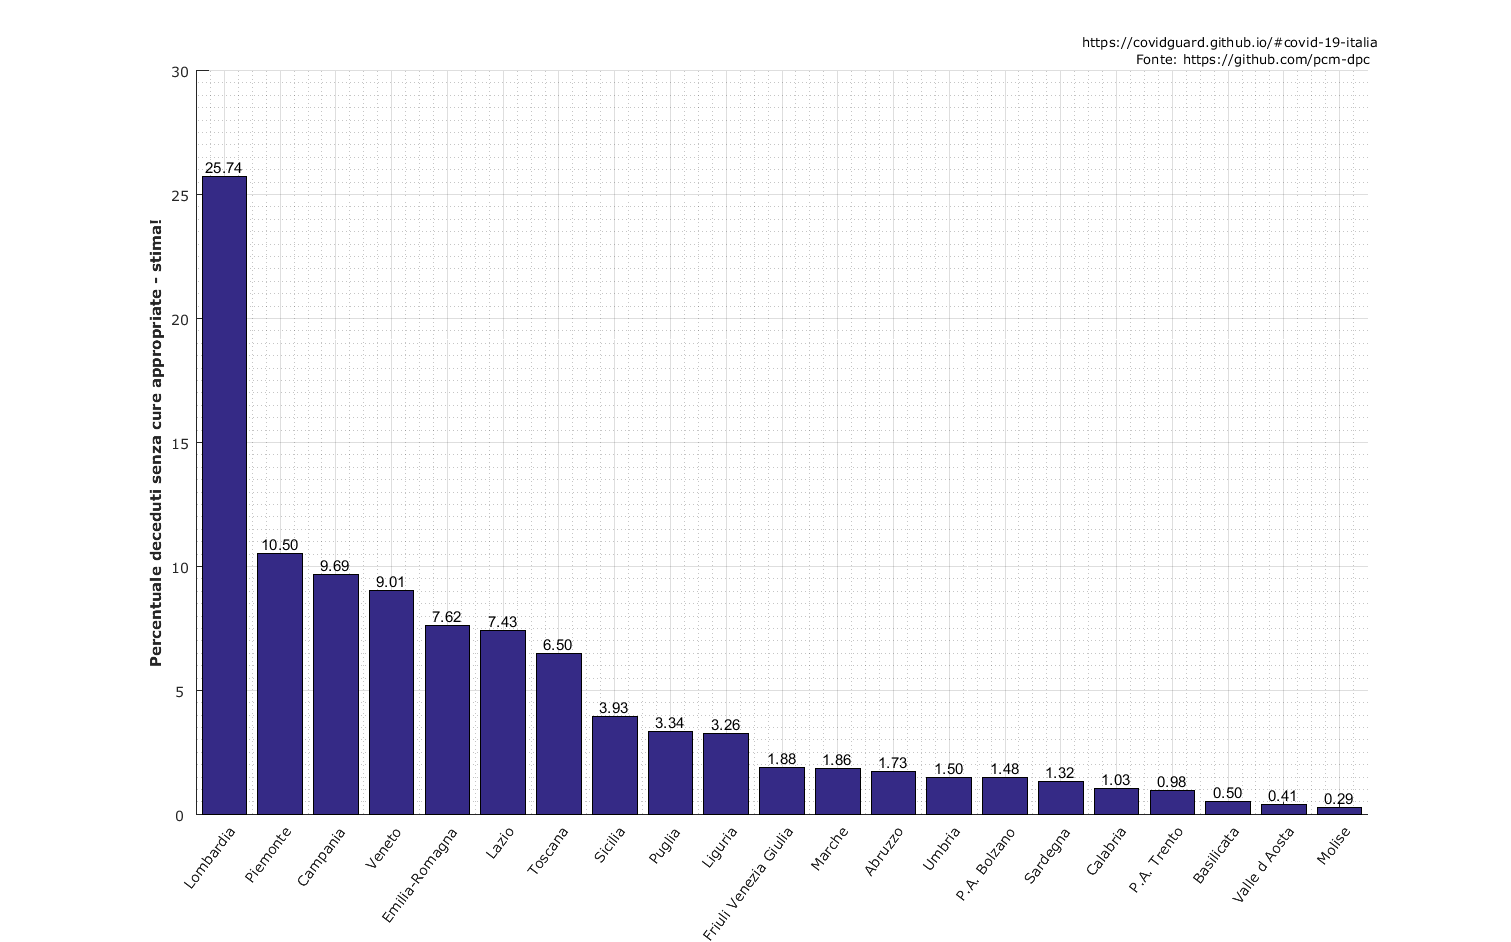 https://covidguard.github.io/#covid-19-italia
Fonte: https://github.com/pcm-dpc
Percentuale deceduti senza cure appropriate - stima!
30
25
20
15
10
5
0
25.74
10.50
9.69
9.01
7.62
7.43
6.50
3.93
3.34
3.26
1.88
1.86
1.73
1.50
1.48
1.32
1.03
0.98
0.50
0.41
0.29
Lombardia
Piemonte
Campania
Veneto
Emilia-Romagna
Lazio
Toscana
Sicilia
Puglia
Liguria
Friuli Venezia Giulia
Marche
Abruzzo
Umbria
P.A. Bolzano
Sardegna
Calabria
P.A. Trento
Basilicata
Valle d Aosta
Molise